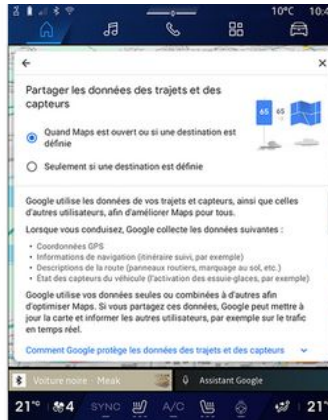 10°C 10:4
Partager les données des trajets et des
capteurs
65 65
Quand Maps est ouvert ou si une destination est
définie
Seulement si une destination est définie
Google utilise les données de vos trajets et capteurs, ainsi que celles
d'autres utilisateurs, afin d'améliorer Maps pour tous.
Lorsque vous conduisez, Google collecte les données suivantes :
• Coordonnées GPS
• Informations de navigation (itinéraire suivi, par exemple)
• Descriptions de la route (panneaux routiers, marquage au sol, etc.)
• État des capteurs du véhicule (l'activation des essuie-glaces, par exemple)
Google utilise vos données seules ou combinées à d'autres afin
d'optimiser Maps. Si vous partagez ces données, Google peut mettre à
jour la carte et informer les autres utilisateurs, par exemple sur le trafic
en temps réel.
Comment Google protège les données des trajets et des capteurs
Voiture noire - Meak
Assistant Google
21°C 4 SYNC A/C 21°